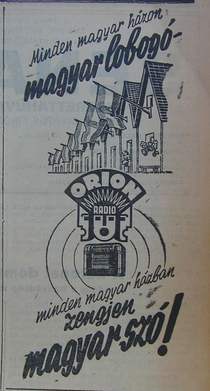 Minden magyar házon
magyar lobogó-
ORION
RADIO
minden magyar házban
zengjen
magyar szó!